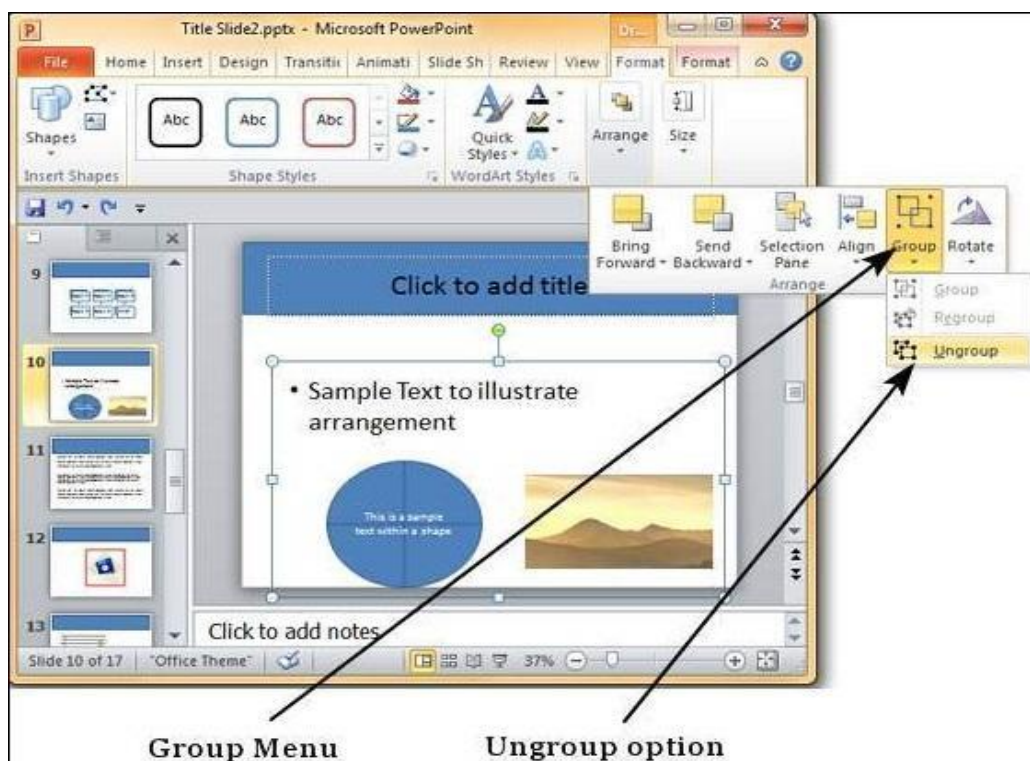 Title Slide2.pptx - Microsoft PowerPoint
Dr...
File Home Insert Design Transitio Animati Slide Sh Review View Format Format
Shapes
Abc Abc Abc
Quick
Styles
Arrange
Size
Insert Shapes Shape Styles WordArt Styles
Bring
Forward
Send
Backward
Selection
Pane
Align
Group
Rotate
Arrange
Group
Regroup
Ungroup
9
10
11
12
13
Click to add title
• Sample Text to illustrate
arrangement
This is a sample
text within a shape
Click to add notes
Slide 10 of 17 "Office Theme" 37%
Group Menu Ungroup option